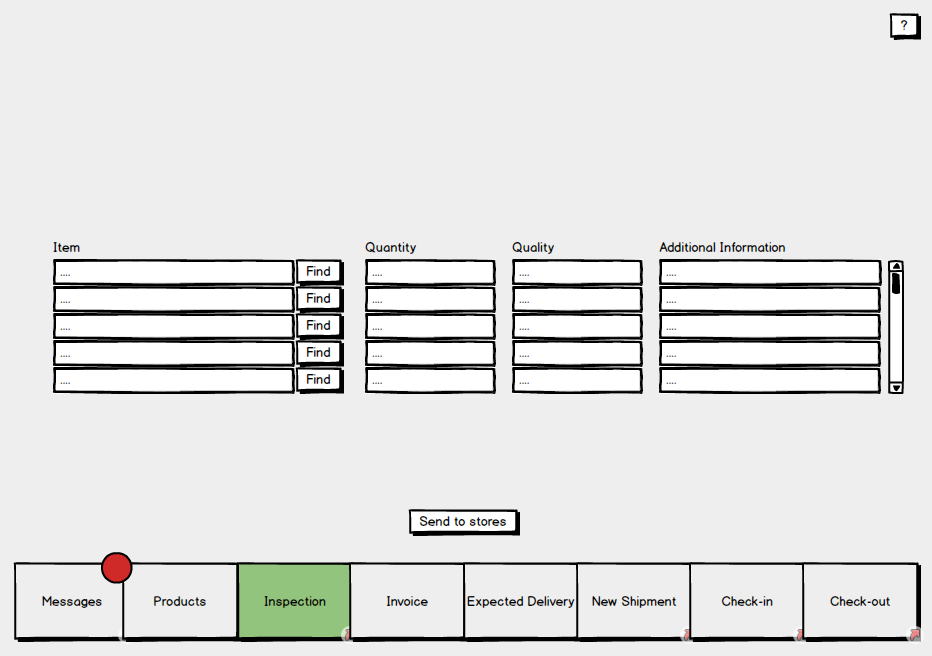 ?
Item Quantity Quality Additional Information
.... Find .... .... ....
.... Find .... .... ....
.... Find .... .... ....
.... Find .... .... ....
.... Find .... .... ....
Send to stores
Messages Products Inspection Invoice Expected Delivery New Shipment Check-in Check-out